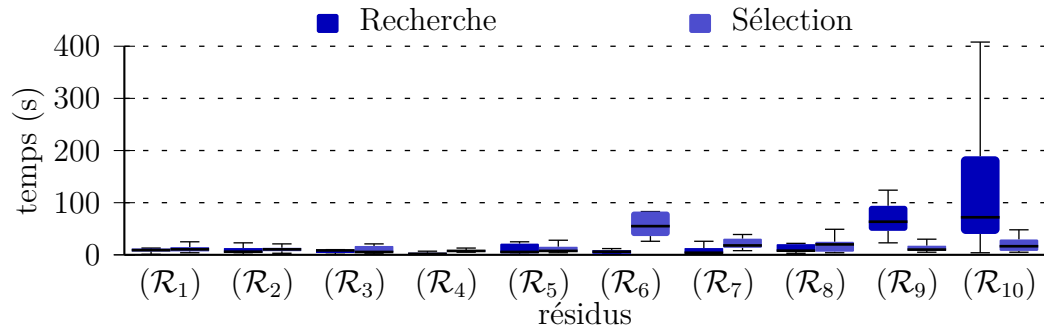 Recherche Sélection
400
300
200
100
0
temps (s)
(ℛ₁) (ℛ₂) (ℛ₃) (ℛ₄) (ℛ₅) (ℛ₆) (ℛ₇) (ℛ₈) (ℛ₉) (ℛ₁₀)
résidus